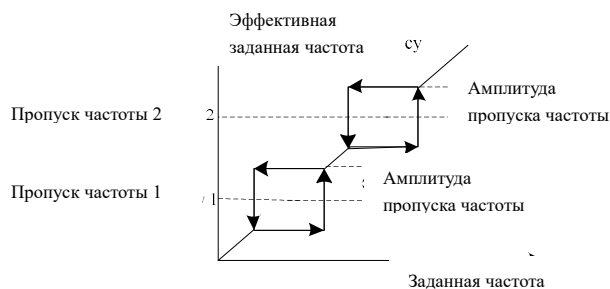 Эффективная
заданная частота
су
Амплитуда
пропуска частоты
Пропуск частоты 2
2
Амплитуда
пропуска частоты
Пропуск частоты 1
1
Заданная частота